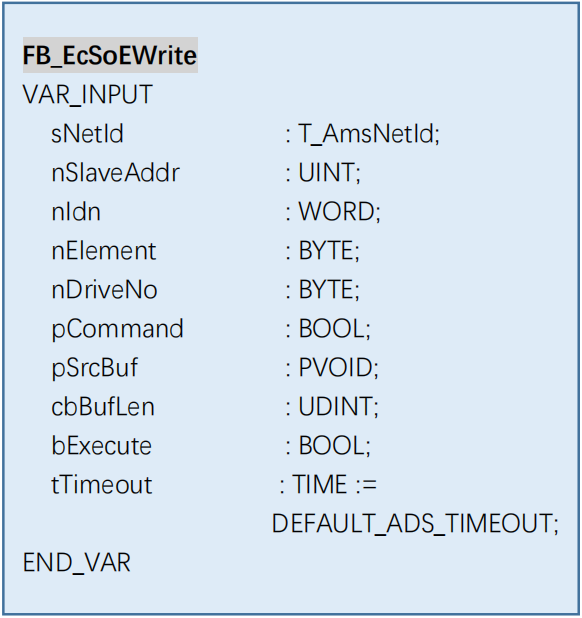 FB_EcSoEWrite
VAR_INPUT
sNetId : T_AmsNetId;
nSlaveAddr : UINT;
nIdn : WORD;
nElement : BYTE;
nDriveNo : BYTE;
pCommand : BOOL;
pSrcBuf : PVOID;
cbBufLen : UDINT;
bExecute : BOOL;
tTimeout : TIME :=
DEFAULT_ADS_TIMEOUT;
END_VAR